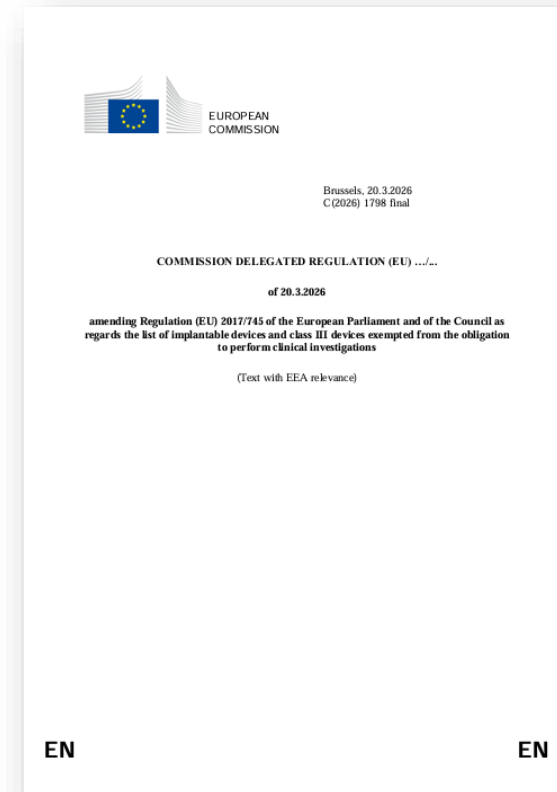 EUROPEAN
COMMISSION
Brussels, 20.3.2026
C(2026) 1798 final
COMMISSION DELEGATED REGULATION (EU) …/...
of 20.3.2026
amending Regulation (EU) 2017/745 of the European Parliament and of the Council as
regards the list of implantable devices and class III devices exempted from the obligation
to perform clinical investigations
(Text with EEA relevance)
EN
EN